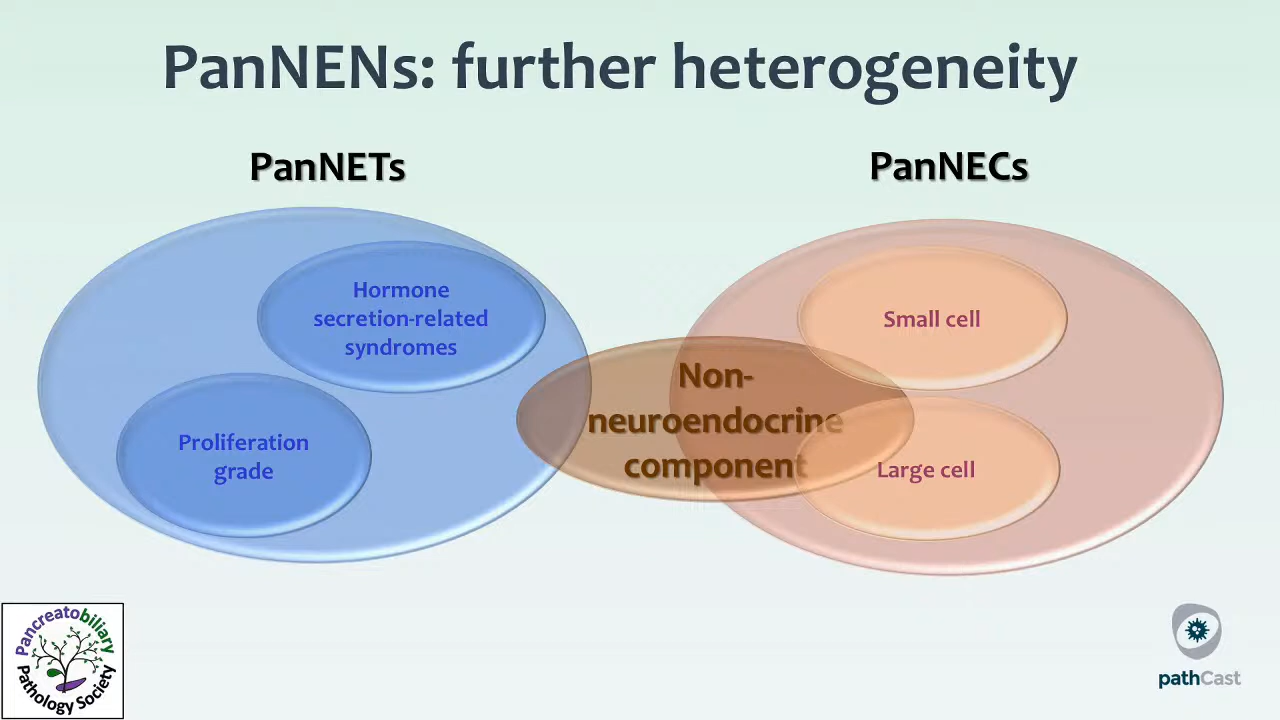 PanNENs: further heterogeneity
PanNETs
PanNECs
Hormone
secretion-related
syndromes
Proliferation
grade
Non-
neuroendocrine
component
Small cell
Large cell
Pancreatobiliary
Pathology Society
pathCast